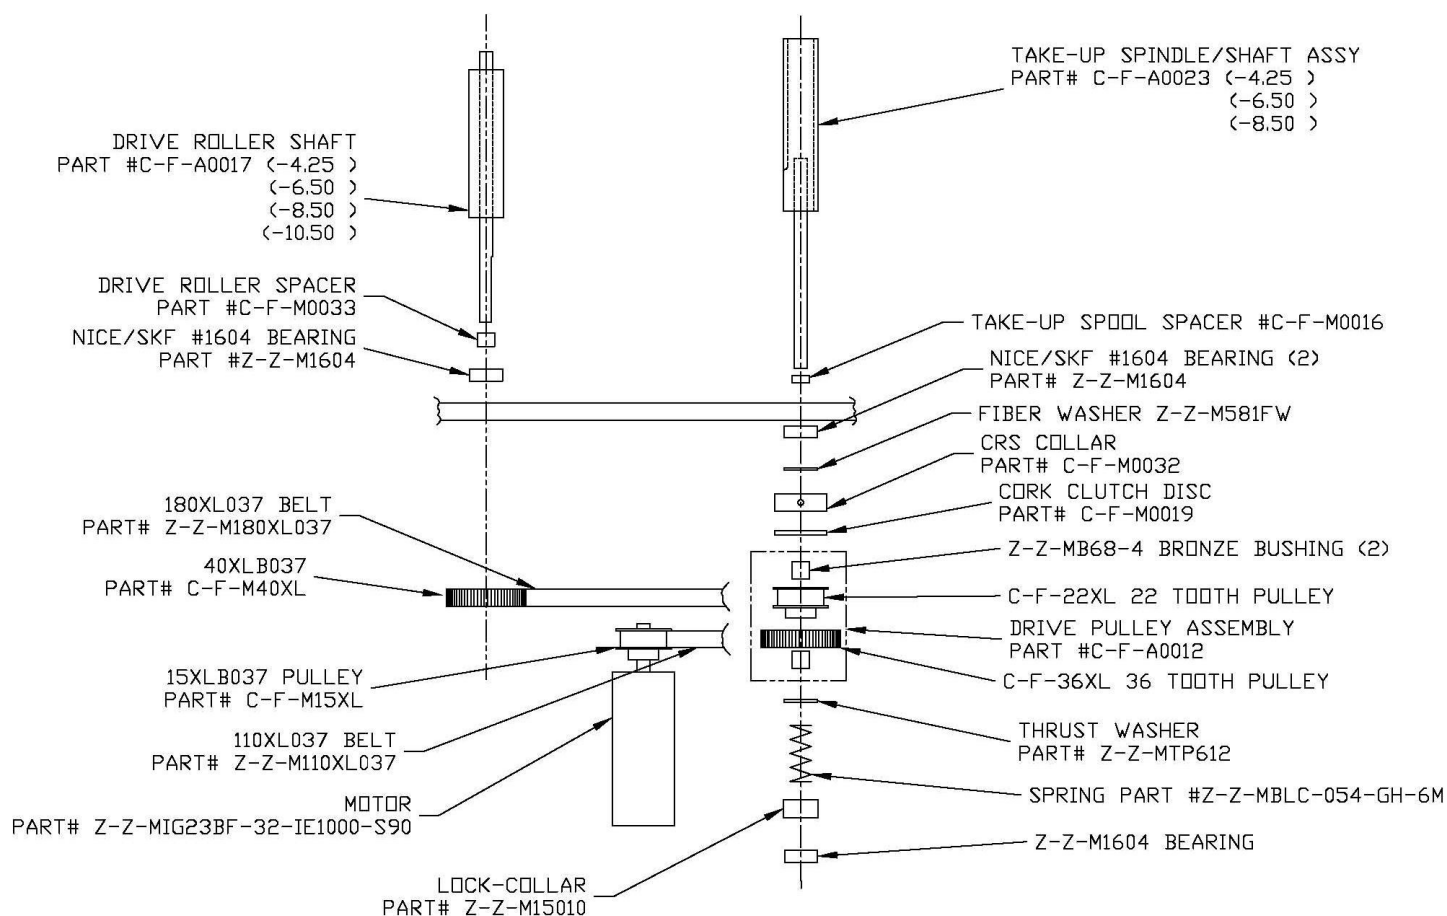 DRIVE ROLLER SHAFT
PART #C-F-A0017 (-4.25 )
(-6.50 )
(-8.50 )
(-10.50 )
DRIVE ROLLER SPACER
PART #C-F-M0033
NICE/SKF #1604 BEARING
PART #Z-Z-M1604
180XL037 BELT
PART# Z-Z-M180XL037
40XLB037
PART# C-F-M40XL
15XLB037 PULLEY
PART# C-F-M15XL
110XL037 BELT
PART# Z-Z-M110XL037
MOTOR
PART# Z-Z-MIG23BF-32-IE1000-S90
LOCK-COLLAR
PART# Z-Z-M15010
TAKE-UP SPINDLE/SHAFT ASSY
PART# C-F-A0023 (-4.25 )
(-6.50 )
(-8.50 )
TAKE-UP SPOOL SPACER #C-F-M0016
NICE/SKF #1604 BEARING (2)
PART# Z-Z-M1604
FIBER WASHER Z-Z-M581FW
CRS COLLAR
PART# C-F-M0032
CORK CLUTCH DISC
PART# C-F-M0019
Z-Z-MB68-4 BRONZE BUSHING (2)
C-F-22XL 22 TOOTH PULLEY
DRIVE PULLEY ASSEMBLY
PART #C-F-A0012
C-F-36XL 36 TOOTH PULLEY
THRUST WASHER
PART# Z-Z-MTP612
SPRING PART #Z-Z-MBLC-054-GH-6M
Z-Z-M1604 BEARING